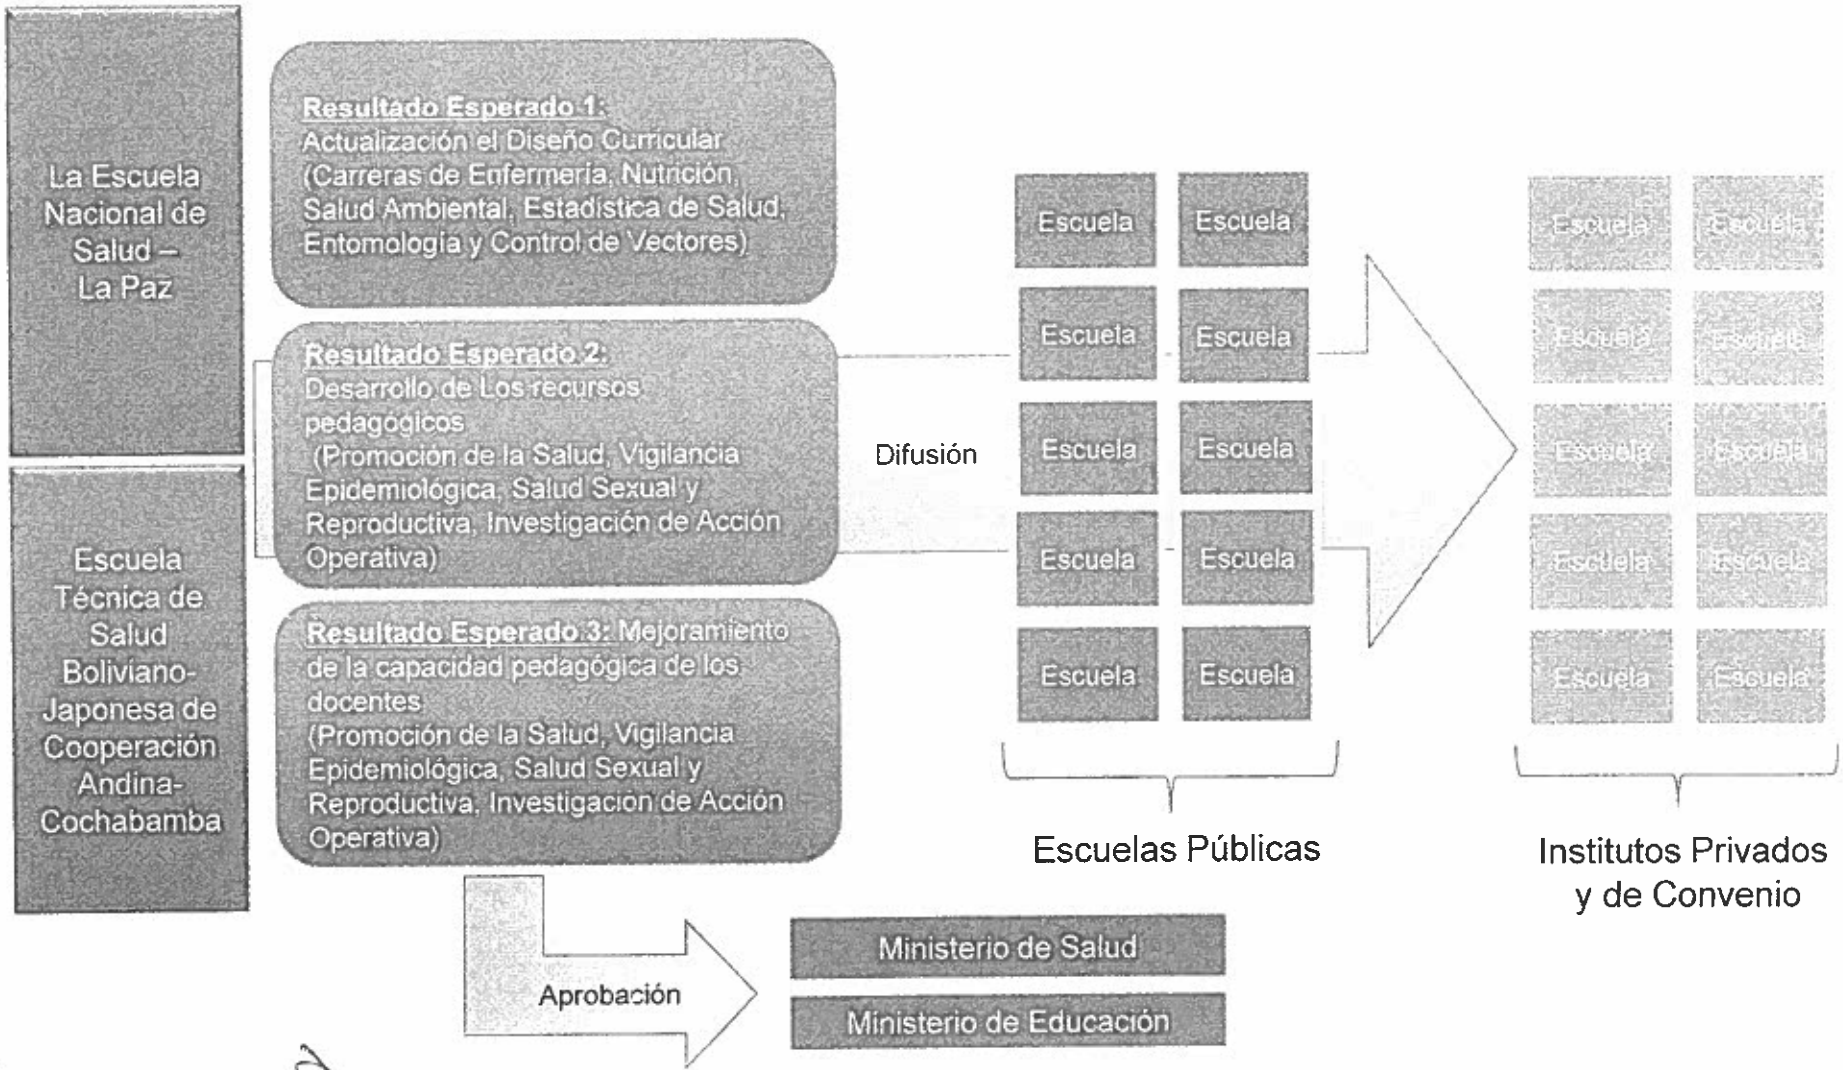 La Escuela
Nacional de
Salud –
La Paz
Escuela
Técnica de
Salud
Boliviano-
Japonesa de
Cooperación
Andina-
Cochabamba
Resultado Esperado 1:
Actualización el Diseño Curricular
(Carreras de Enfermería, Nutrición,
Salud Ambiental, Estadística de Salud,
Entomología y Control de Vectores)
Resultado Esperado 2:
Desarrollo de Los recursos
pedagógicos
(Promoción de la Salud, Vigilancia
Epidemiológica, Salud Sexual y
Reproductiva, Investigación de Acción
Operativa)
Resultado Esperado 3: Mejoramiento
de la capacidad pedagógica de los
docentes
(Promoción de la Salud, Vigilancia
Epidemiológica, Salud Sexual y
Reproductiva, Investigación de Acción
Operativa)
Difusión
Escuela Escuela
Escuela Escuela
Escuela Escuela
Escuela Escuela
Escuela Escuela
Escuelas Públicas
Escuela Escuela
Escuela Escuela
Escuela Escuela
Escuela Escuela
Escuela Escuela
Institutos Privados
y de Convenio
Aprobación
Ministerio de Salud
Ministerio de Educación